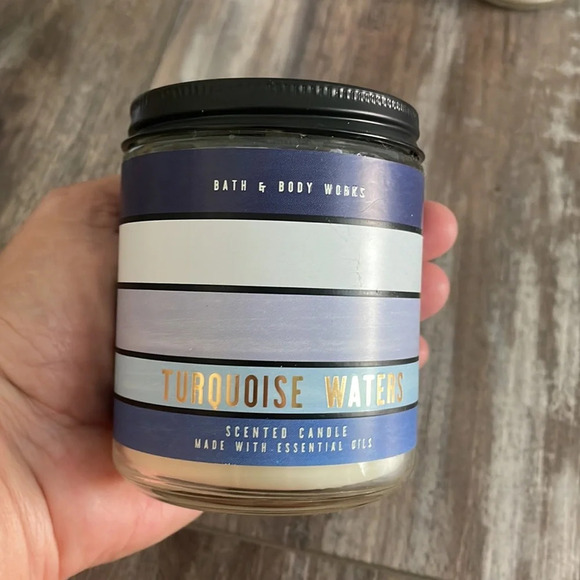 BATH & BODY WORKS
TURQUOISE WATERS
SCENTED CANDLE
MADE WITH ESSENTIAL OILS